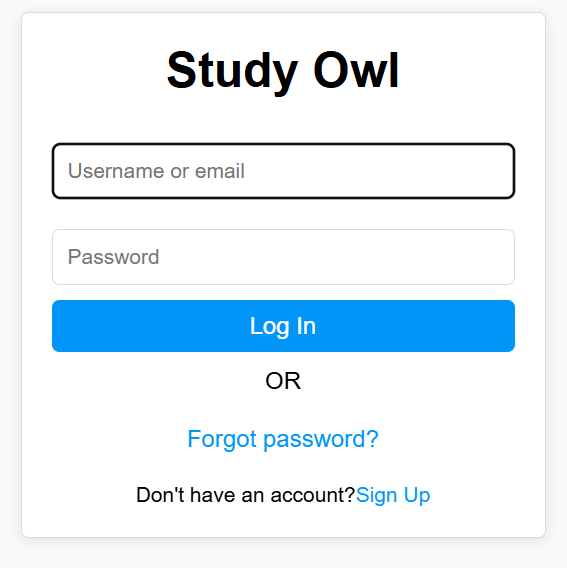 Study Owl
Username or email
Password
Log In
OR
Forgot password?
Don't have an account?Sign Up